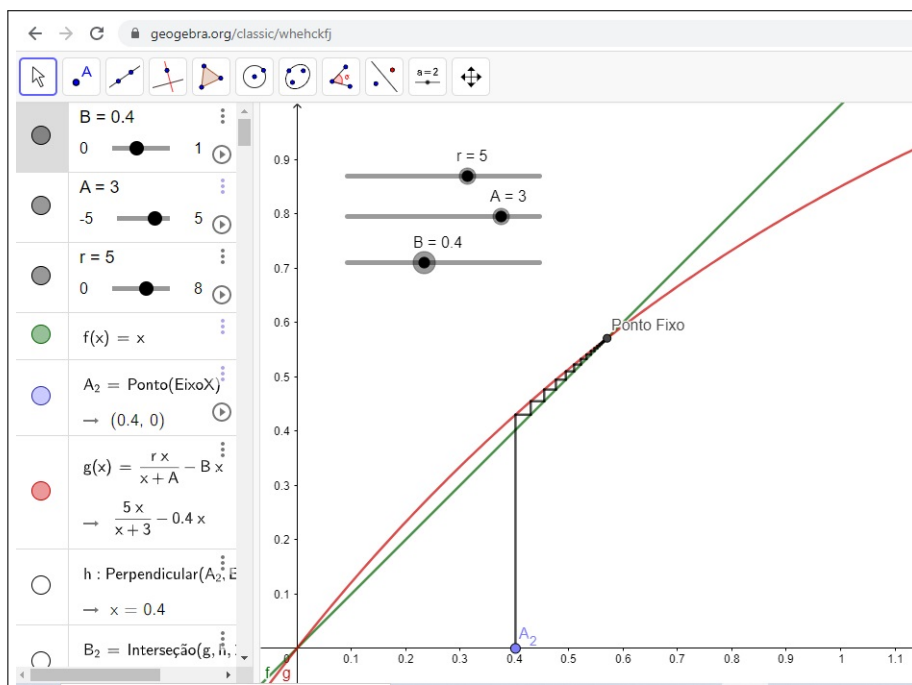 geogebra.org/classic/whehckfj
A
a=2
B = 0.4
0 1
A = 3
-5 5
r = 5
0 8
f(x) = x
A₂ = Ponto(EixoX)
→ (0.4, 0)
g(x) = r x / x + A − B x
→ 5 x / x + 3 − 0.4 x
h : Perpendicular(A₂, E
→ x = 0.4
B₂ = Interseção(g, h,
r = 5
A = 3
B = 0.4
Ponto Fixo
A₂
0.9
0.8
0.7
0.6
0.5
0.4
0.3
0.2
0.1
0
0.1 0.2 0.3 0.4 0.5 0.6 0.7 0.8 0.9 1 1.1
f g